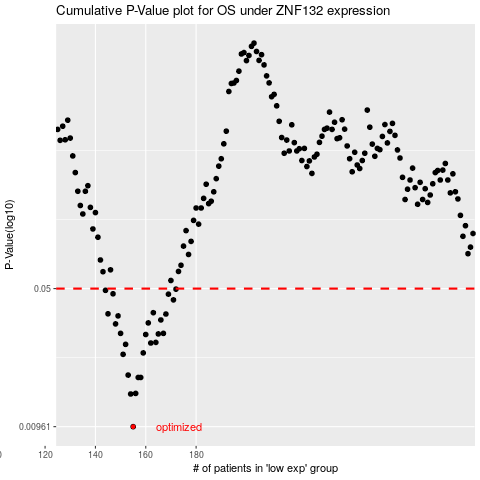 Cumulative P-Value plot for OS under ZNF132 expression
P-Value(log10)
0.05
0.00961
optimized
0 120 140 160 180
# of patients in 'low exp' group